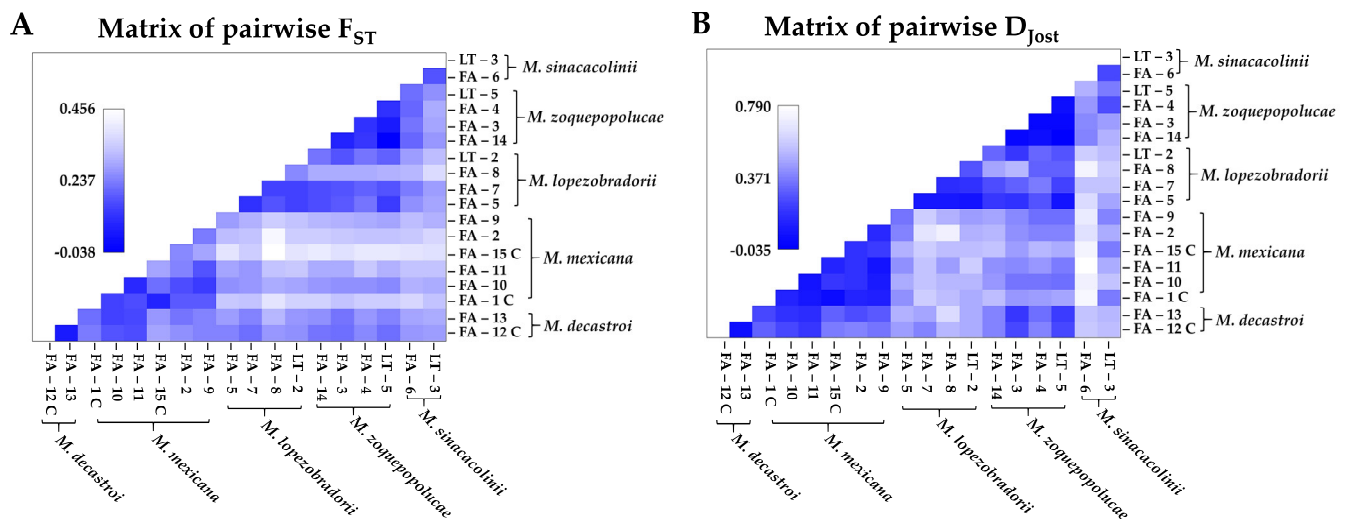 A
Matrix of pairwise FST
0.456
0.237
-0.038
LT – 3
FA – 6
LT – 5
FA – 4
FA – 3
FA – 14
LT – 2
FA – 8
FA – 7
FA – 5
FA – 9
FA – 2
FA – 15 C
FA – 11
FA – 10
FA – 1 C
FA – 13
FA – 12 C
M. sinacacolinii
M. zoquepopolucae
M. lopezobradorii
M. mexicana
M. decastroi
FA – 12 C
FA – 13
FA – 1 C
FA – 10
FA – 11
FA – 15 C
FA – 2
FA – 9
FA – 5
FA – 7
FA – 8
LT – 2
FA – 14
FA – 3
FA – 4
LT – 5
FA – 6
LT – 3
M. decastroi
M. mexicana
M. lopezobradorii
M. zoquepopolucae
M. sinacacolinii
B
Matrix of pairwise DJost
0.790
0.371
-0.035
LT – 3
FA – 6
LT – 5
FA – 4
FA – 3
FA – 14
LT – 2
FA – 8
FA – 7
FA – 5
FA – 9
FA – 2
FA – 15 C
FA – 11
FA – 10
FA – 1 C
FA – 13
FA – 12 C
M. sinacacolinii
M. zoquepopolucae
M. lopezobradorii
M. mexicana
M. decastroi
FA – 12 C
FA – 13
FA – 1 C
FA – 10
FA – 11
FA – 15 C
FA – 2
FA – 9
FA – 5
FA – 7
FA – 8
LT – 2
FA – 14
FA – 3
FA – 4
LT – 5
FA – 6
LT – 3
M. decastroi
M. mexicana
M. lopezobradorii
M. zoquepopolucae
M. sinacacolinii